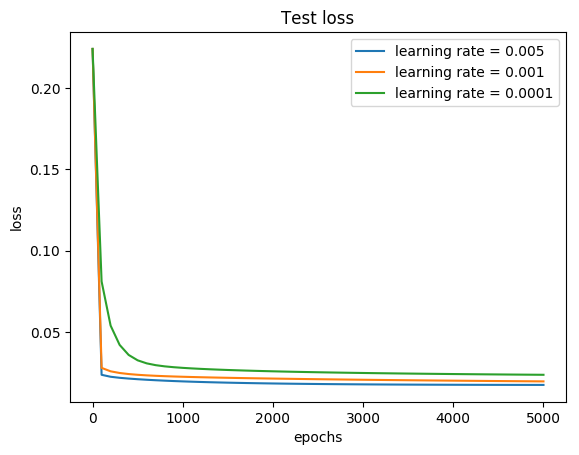 Test loss
learning rate = 0.005
learning rate = 0.001
learning rate = 0.0001
0.20
0.15
0.10
0.05
loss
0 1000 2000 3000 4000 5000
epochs